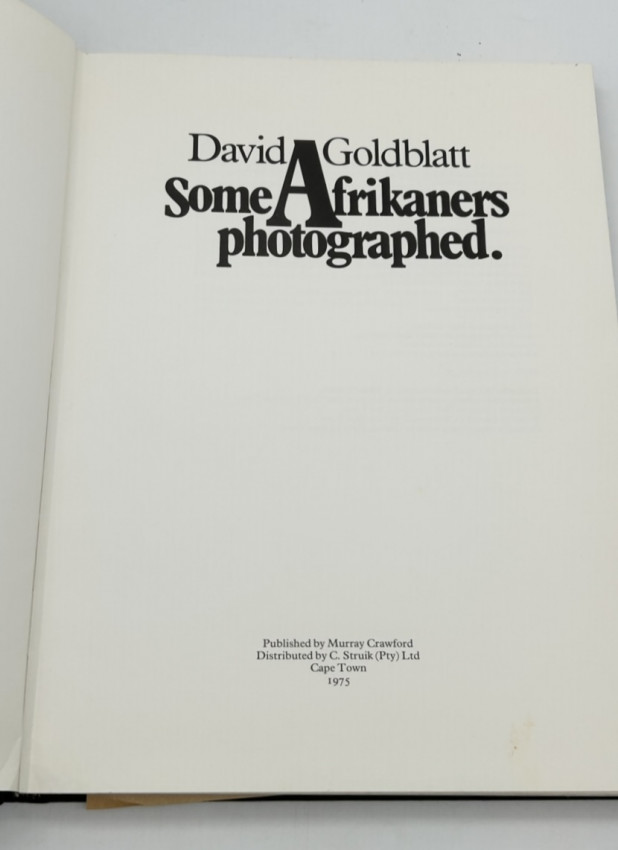 David Goldblatt
Some Afrikaners
photographed.
Published by Murray Crawford
Distributed by C. Struik (Pty) Ltd
Cape Town
1975